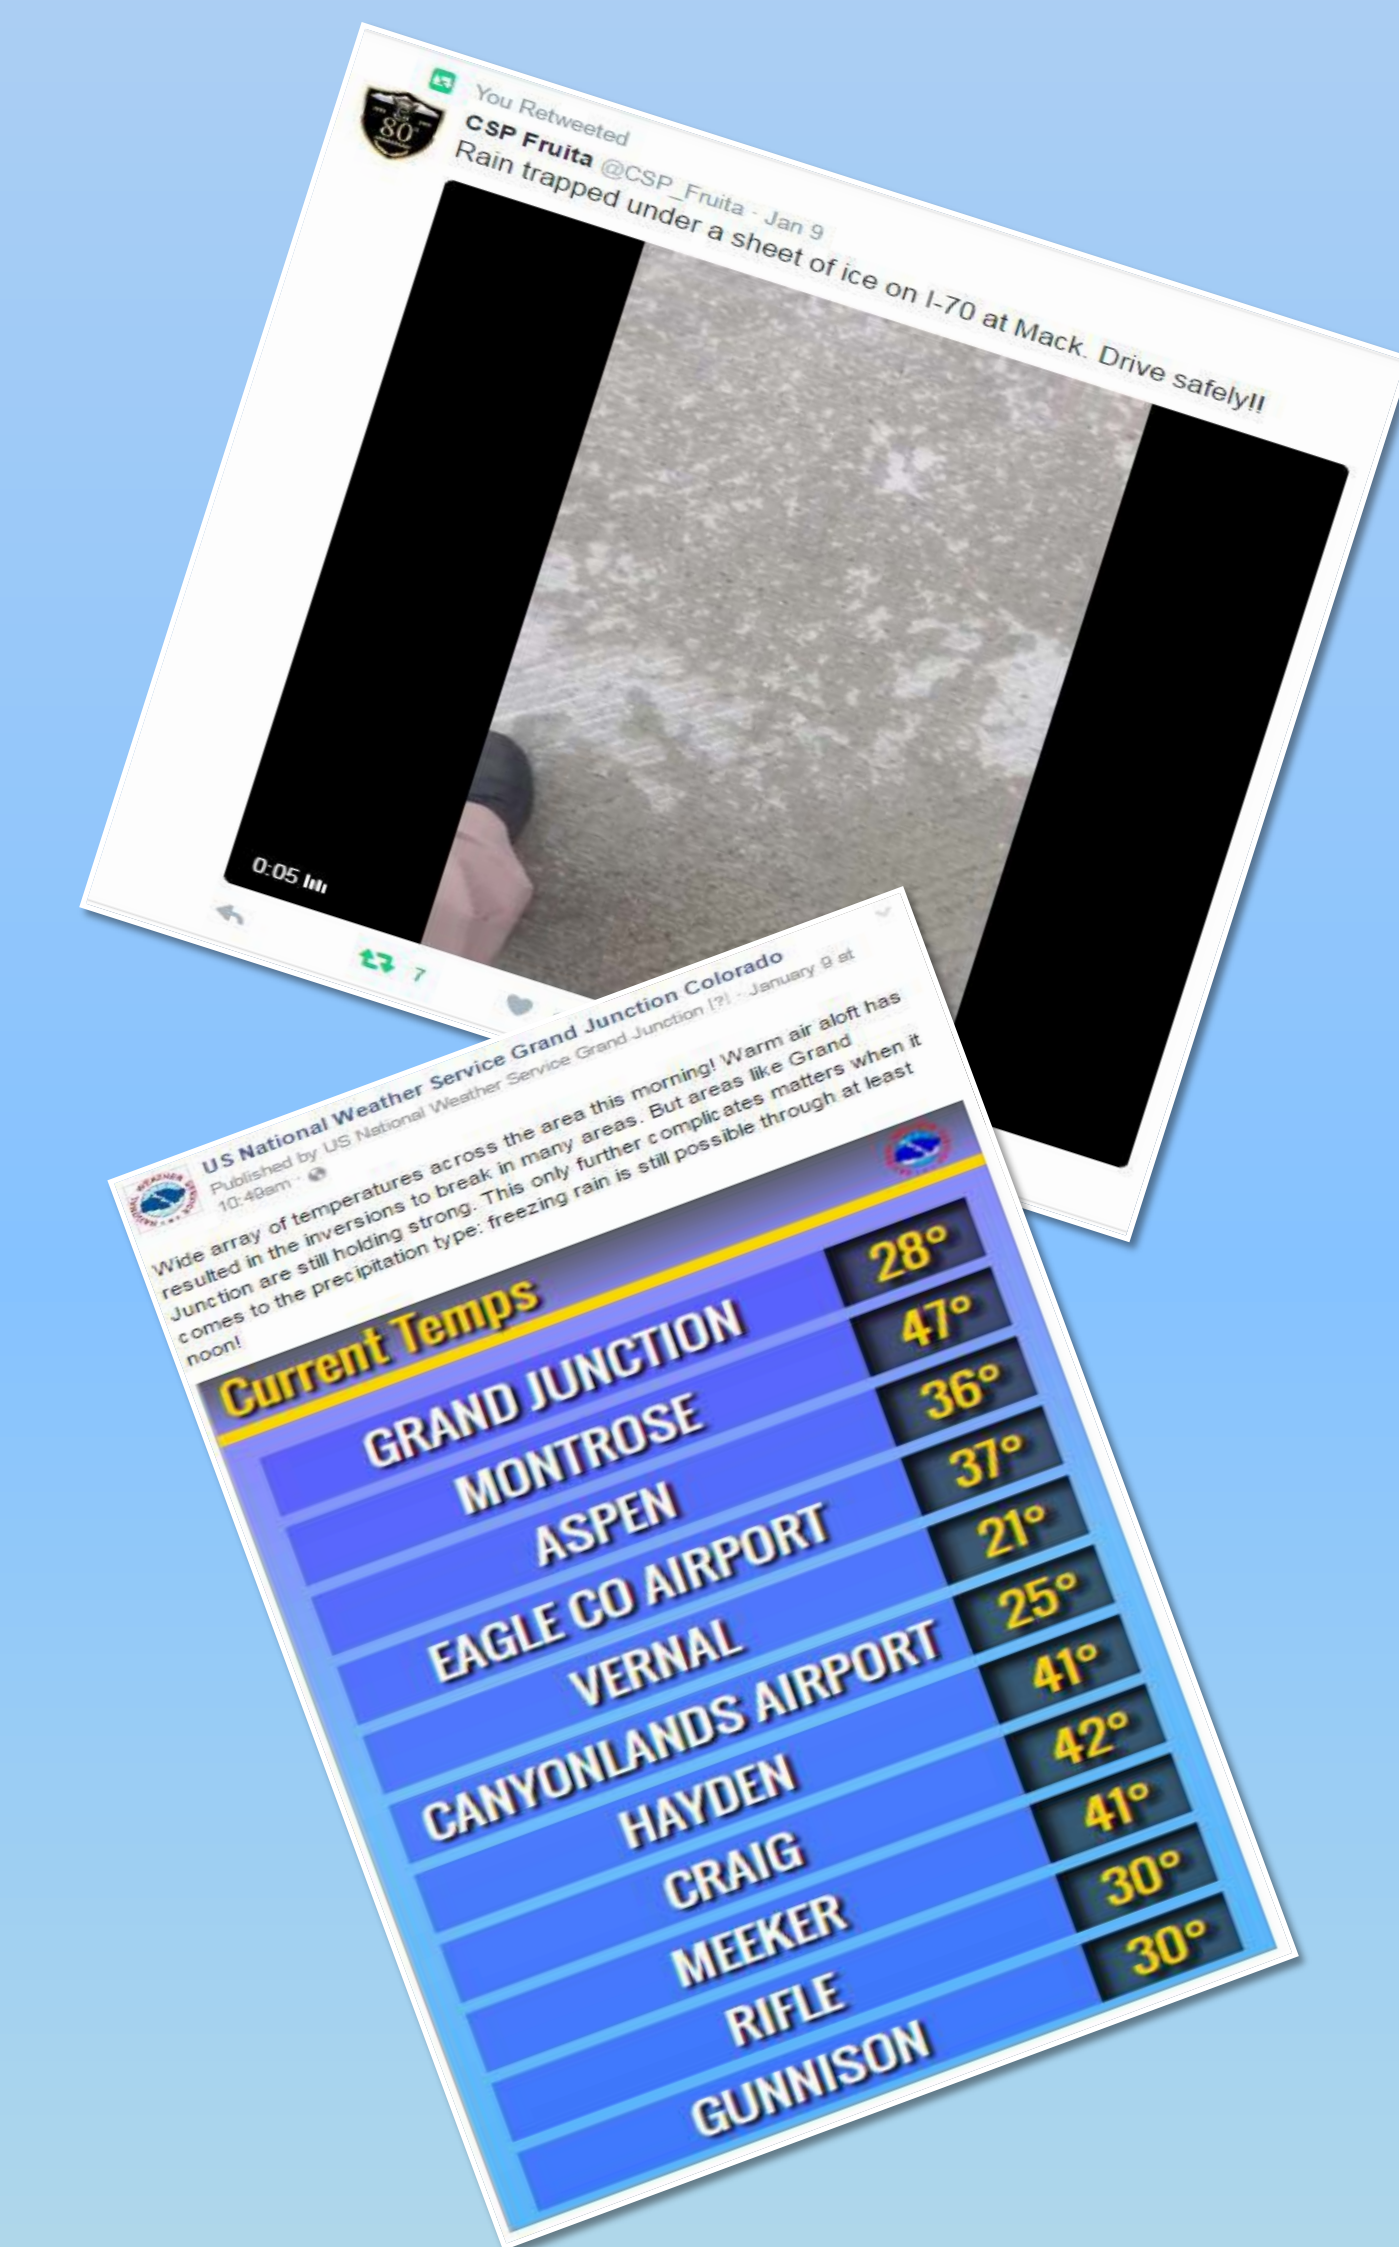 You Retweeted
CSP Fruita @CSP_Fruita · Jan 9
Rain trapped under a sheet of ice on I-70 at Mack. Drive safely!!
80
0:05
7
US National Weather Service Grand Junction Colorado
Published by US National Weather Service Grand Junction [?] · January 9 at
10:49am ·
Wide array of temperatures across the area this morning! Warm air aloft has
resulted in the inversions to break in many areas. But areas like Grand
Junction are still holding strong. This only further complicates matters when it
comes to the precipitation type: freezing rain is still possible through at least
noon!
Current Temps
GRAND JUNCTION 28°
MONTROSE 47°
ASPEN 36°
EAGLE CO AIRPORT 37°
VERNAL 21°
CANYONLANDS AIRPORT 25°
HAYDEN 41°
CRAIG 42°
MEEKER 41°
RIFLE 30°
GUNNISON 30°